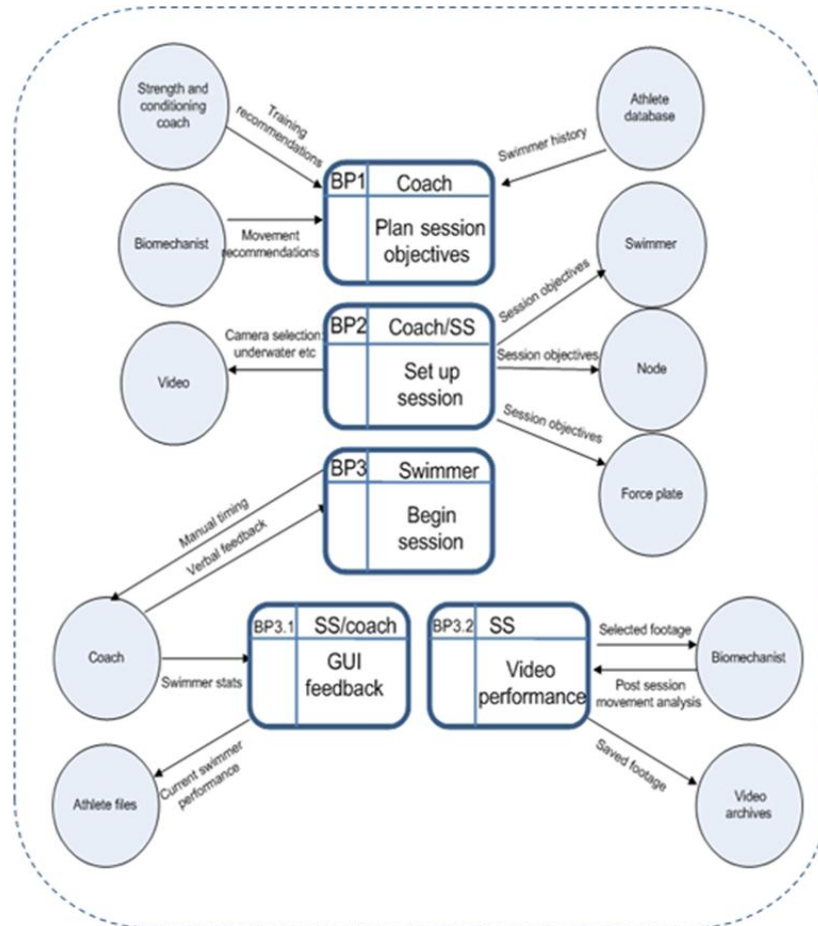 Strength and
conditioning
coach
Training
recommendations
Athlete
database
Swimmer history
BP1
Coach
Plan session
objectives
Biomechanist
Movement
recommendations
Swimmer
Session objectives
BP2
Coach/SS
Set up
session
Camera selection:
underwater etc
Video
Session objectives
Node
Session objectives
Force plate
BP3
Swimmer
Begin
session
Manual timing
Verbal feedback
Coach
Swimmer stats
BP3.1
SS/coach
GUI
feedback
BP3.2
SS
Video
performance
Selected footage
Biomechanist
Post session
movement analysis
Current swimmer
performance
Athlete files
Saved footage
Video
archives